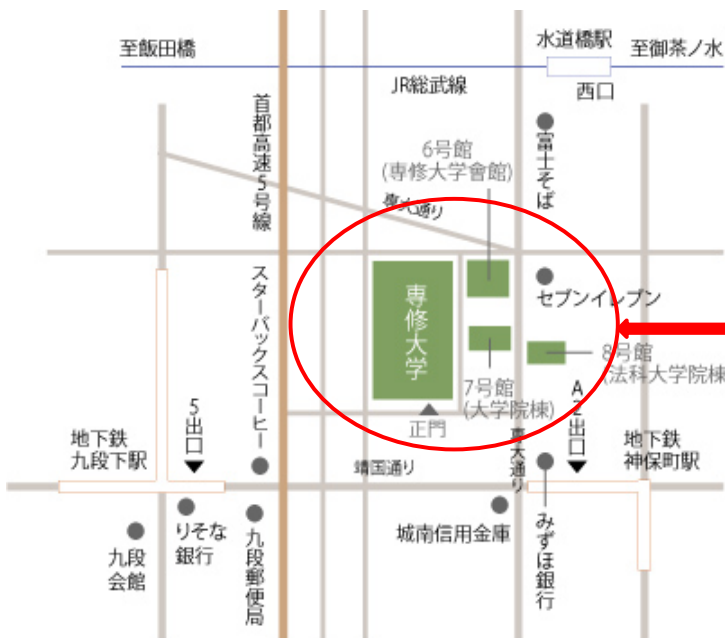 至飯田橋
水道橋駅
至御茶ノ水
JR総武線
西口
首都高速5号線
富士そば
6号館
(専修大学會館)
専大通り
スターバックスコーヒー
専修大学
セブンイレブン
8号館
(法科大学院棟
7号館
(大学院棟)
正門
5出口
A2出口
地下鉄
九段下駅
靖国通り
専大通り
地下鉄
神保町駅
りそな
銀行
九段
会館
九段郵便局
城南信用金庫
みずほ銀行